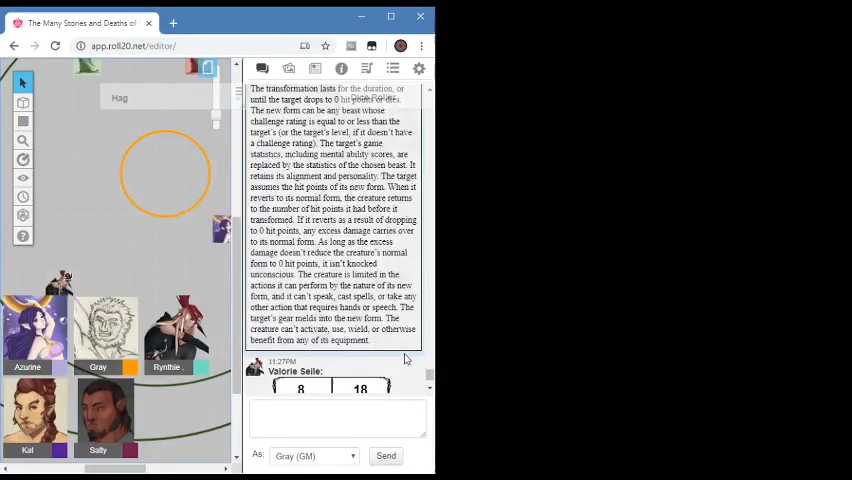 The Many Stories and Deaths of
app.roll20.net/editor/
Hag
Dice Roller
The transformation lasts for the duration, or
until the target drops to 0 hit points or dies.
The new form can be any beast whose
challenge rating is equal to or less than the
target's (or the target's level, if it doesn't have
a challenge rating). The target's game
statistics, including mental ability scores, are
replaced by the statistics of the chosen beast. It
retains its alignment and personality. The target
assumes the hit points of its new form. When it
reverts to its normal form, the creature returns
to the number of hit points it had before it
transformed. If it reverts as a result of dropping
to 0 hit points, any excess damage carries over
to its normal form. As long as the excess
damage doesn't reduce the creature's normal
form to 0 hit points, it isn't knocked
unconscious. The creature is limited in the
actions it can perform by the nature of its new
form, and it can't speak, cast spells, or take any
other action that requires hands or speech. The
target's gear melds into the new form. The
creature can't activate, use, wield, or otherwise
benefit from any of its equipment.
11:27PM
Valorie Seile:
8 18
Azurine
Gray
Rynthie .
Kat
Salty
As:
Gray (GM)
Send